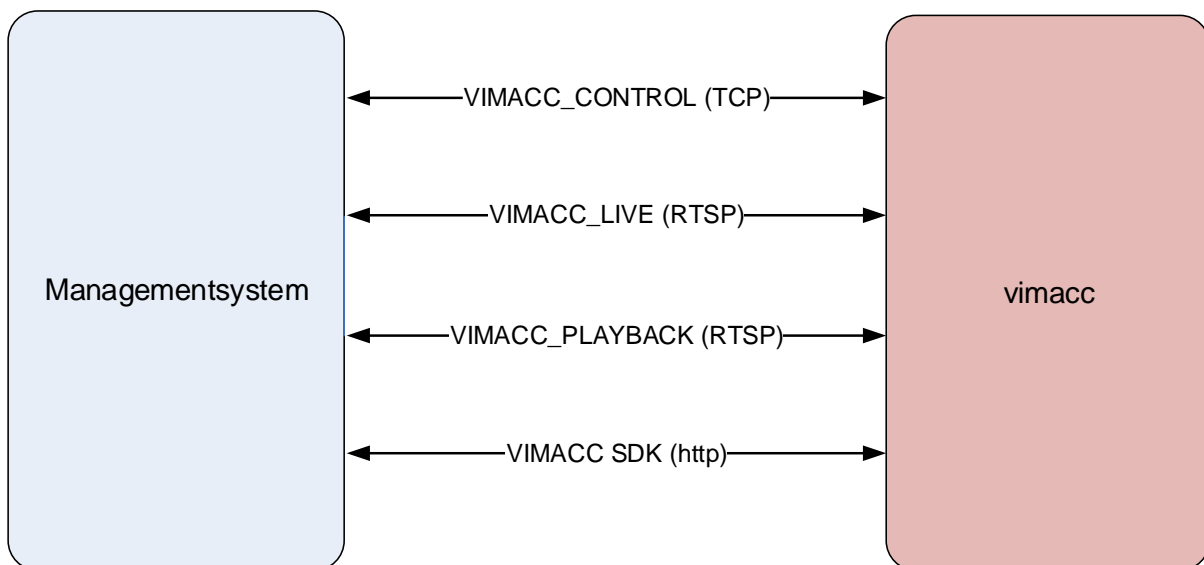 VIMACC_CONTROL (TCP)
VIMACC_LIVE (RTSP)
Managementsystem
vimacc
VIMACC_PLAYBACK (RTSP)
VIMACC SDK (http)